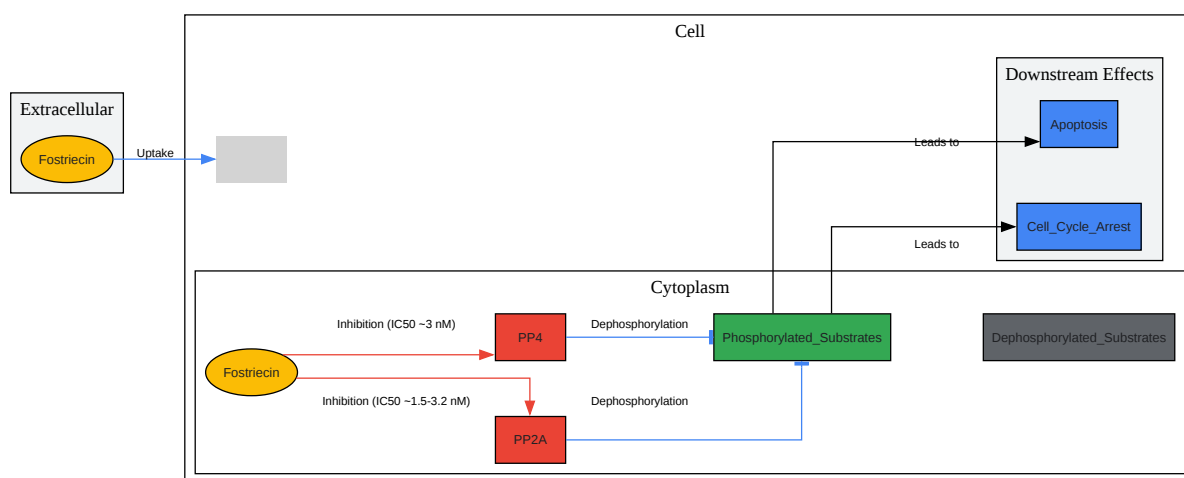 Cell
Downstream Effects
Extracellular
Apoptosis
Leads to
Fostriecin
Uptake
Cell_Cycle_Arrest
Leads to
Cytoplasm
Inhibition (IC50 ~3 nM)
PP4
Dephosphorylation
Phosphorylated_Substrates
Dephosphorylated_Substrates
Fostriecin
Inhibition (IC50 ~1.5-3.2 nM)
Dephosphorylation
PP2A